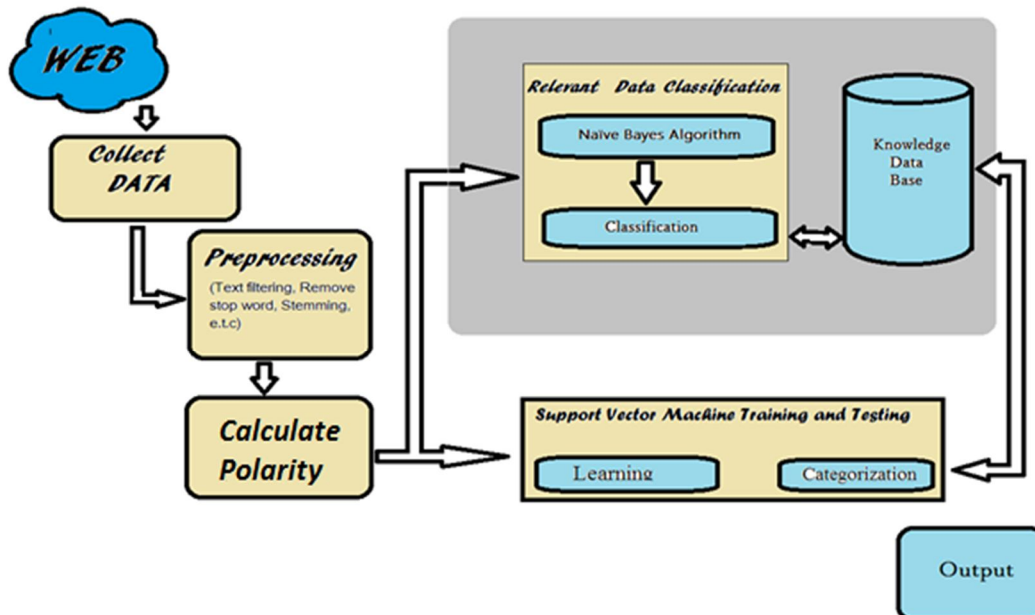 WEB
Collect
DATA
Preprocessing
(Text filtering, Remove
stop word, Stemming,
e.t.c)
Calculate
Polarity
Relevant Data Classification
Naïve Bayes Algorithm
Classification
Knowledge
Data
Base
Support Vector Machine Training and Testing
Learning
Categorization
Output